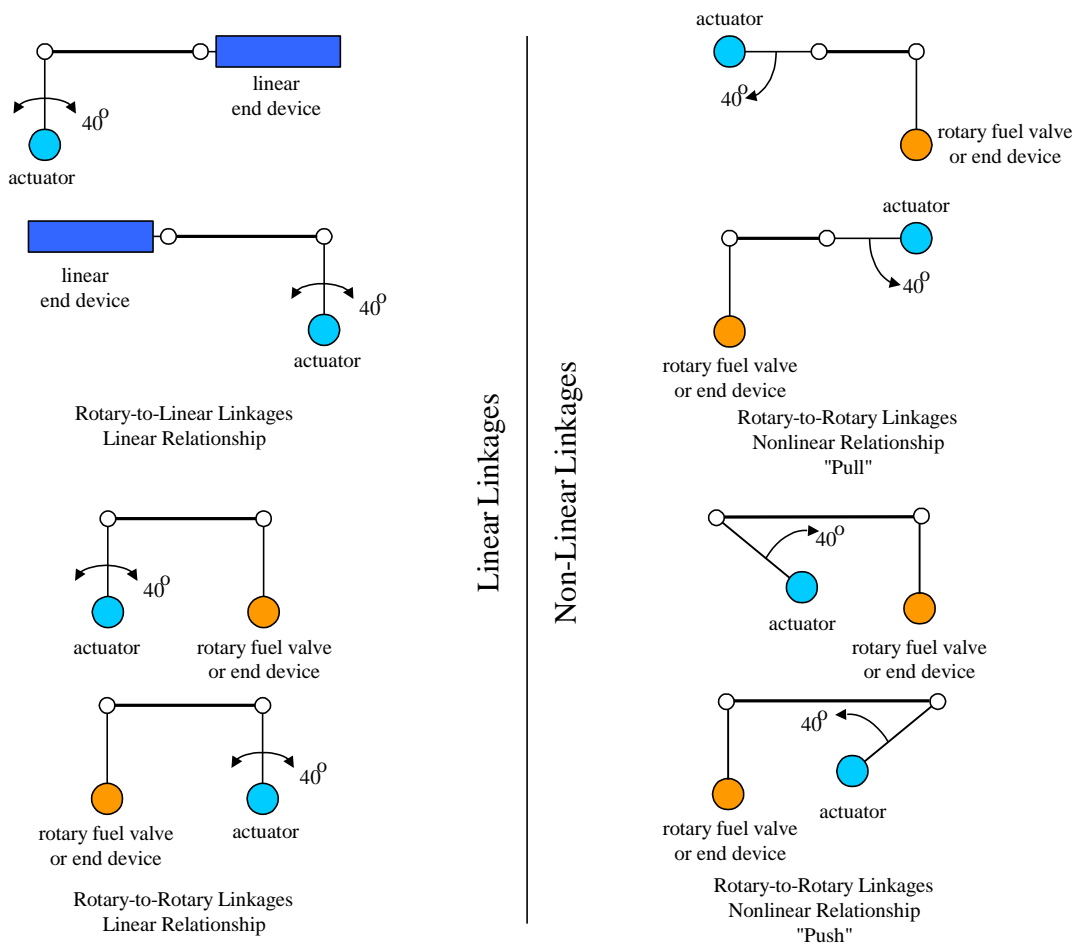 linear
end device
40o
actuator
linear
end device
40o
actuator
Rotary-to-Linear Linkages
Linear Relationship
40o
actuator
rotary fuel valve
or end device
40o
rotary fuel valve
or end device
actuator
Rotary-to-Rotary Linkages
Linear Relationship
Linear Linkages
Non-Linear Linkages
actuator
40o
rotary fuel valve
or end device
actuator
40o
rotary fuel valve
or end device
Rotary-to-Rotary Linkages
Nonlinear Relationship
"Pull"
40o
actuator
rotary fuel valve
or end device
40o
actuator
rotary fuel valve
or end device
Rotary-to-Rotary Linkages
Nonlinear Relationship
"Push"